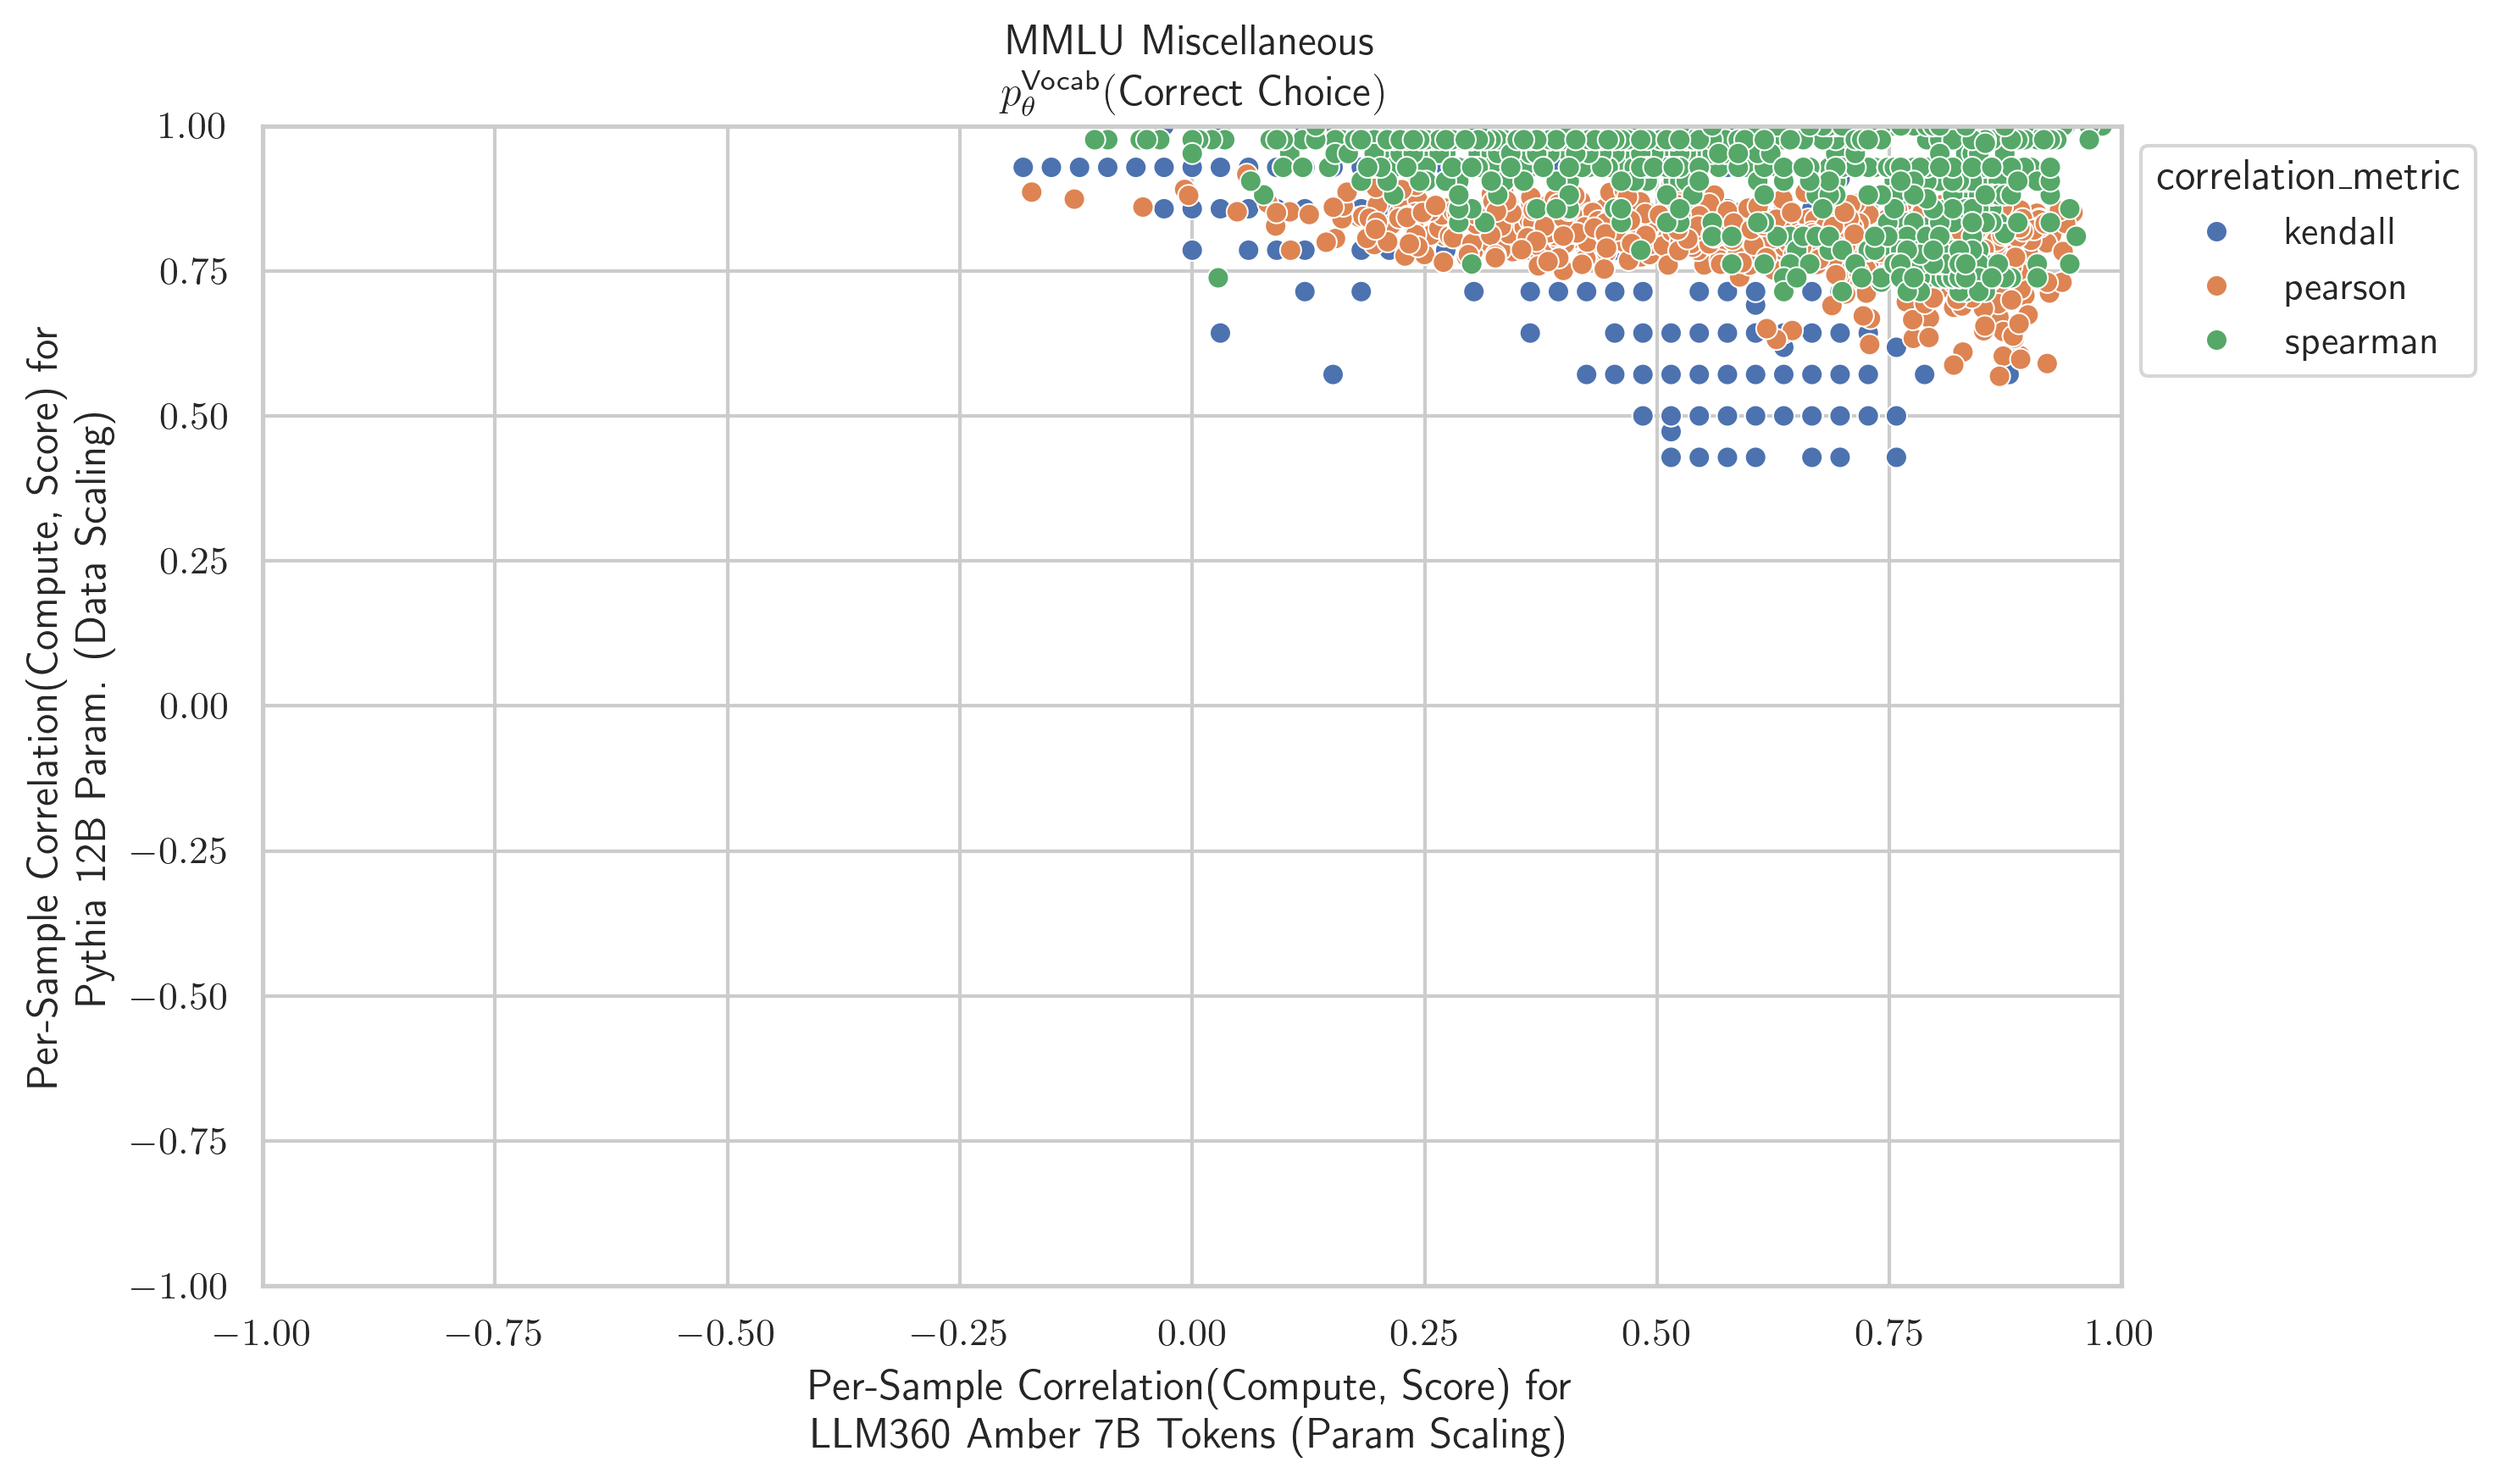 MMLU Miscellaneous
p_θ^Vocab(Correct Choice)
1.00
0.75
0.50
0.25
0.00
−0.25
−0.50
−0.75
−1.00
Per-Sample Correlation(Compute, Score) for
Pythia 12B Param. (Data Scaling)
correlation_metric
kendall
pearson
spearman
−1.00 −0.75 −0.50 −0.25 0.00 0.25 0.50 0.75 1.00
Per-Sample Correlation(Compute, Score) for
LLM360 Amber 7B Tokens (Param Scaling)